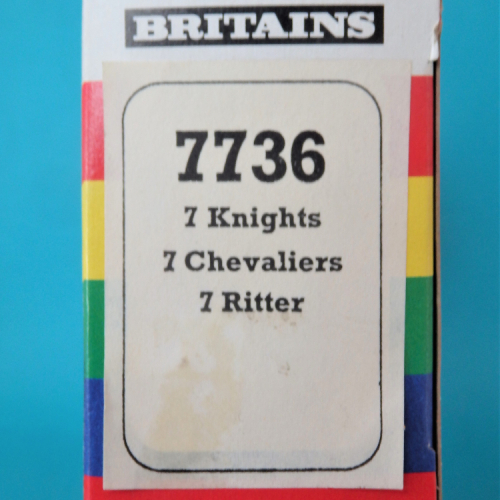 BRITAINS
7736
7 Knights
7 Chevaliers
7 Ritter